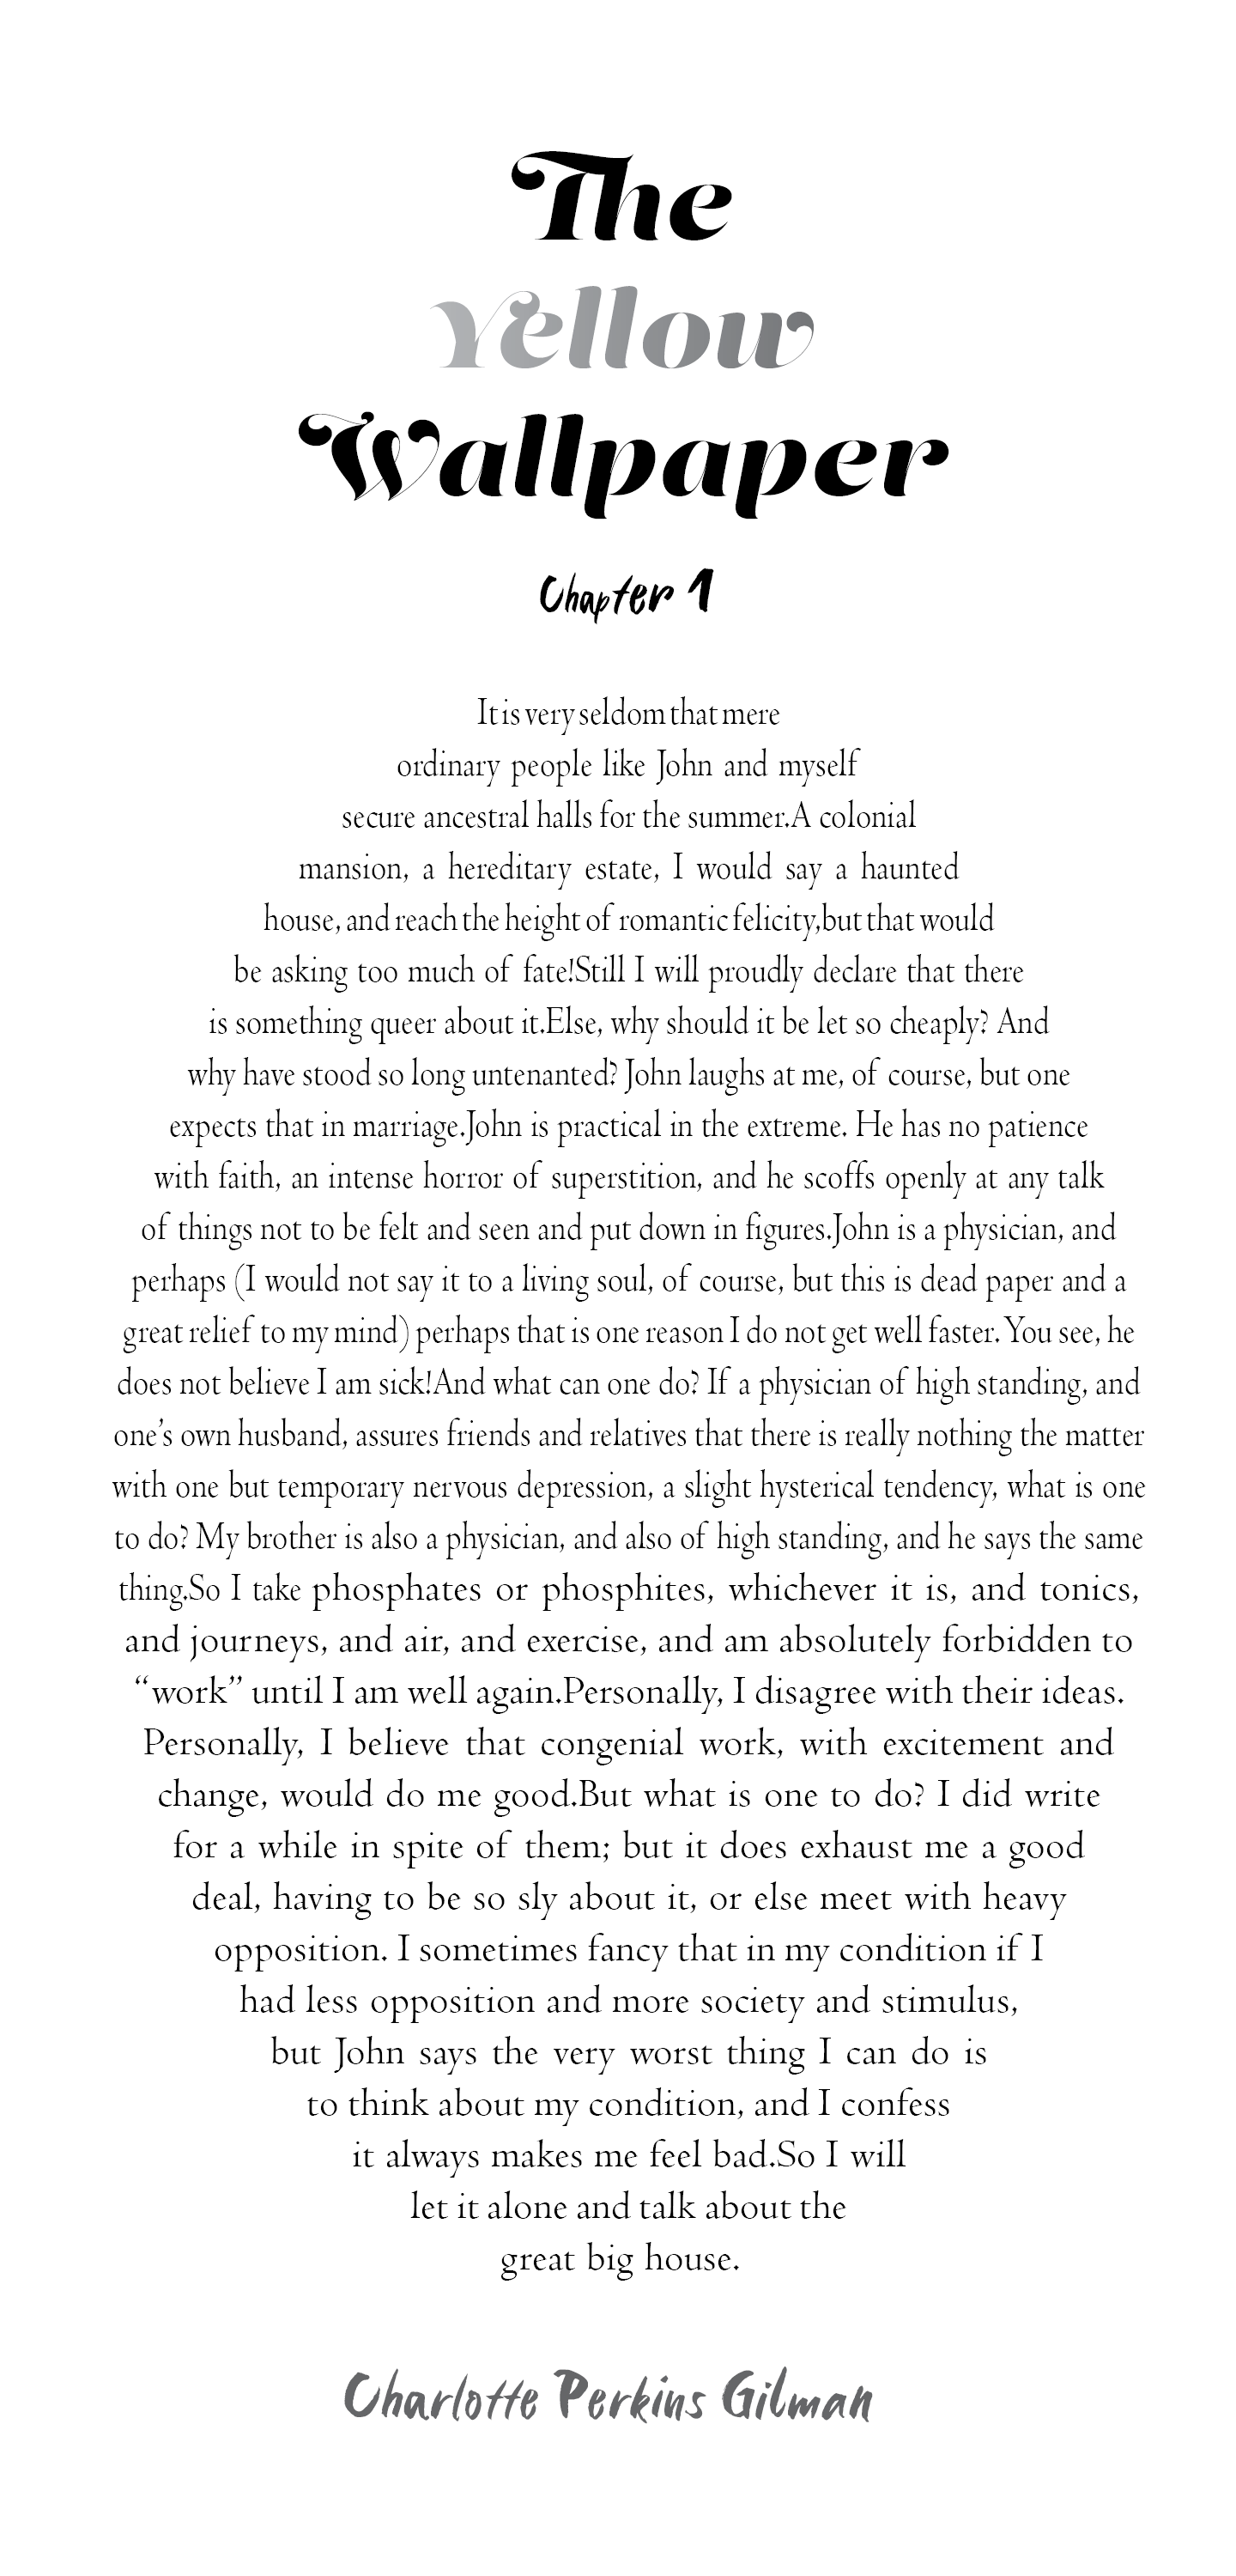 The
Yellow
Wallpaper
Chapter 1
It is very seldom that mere
ordinary people like John and myself
secure ancestral halls for the summer.A colonial
mansion, a hereditary estate, I would say a haunted
house, and reach the height of romantic felicity,but that would
be asking too much of fate!Still I will proudly declare that there
is something queer about it.Else, why should it be let so cheaply? And
why have stood so long untenanted? John laughs at me, of course, but one
expects that in marriage.John is practical in the extreme. He has no patience
with faith, an intense horror of superstition, and he scoffs openly at any talk
of things not to be felt and seen and put down in figures.John is a physician, and
perhaps (I would not say it to a living soul, of course, but this is dead paper and a
great relief to my mind) perhaps that is one reason I do not get well faster. You see, he
does not believe I am sick!And what can one do? If a physician of high standing, and
one’s own husband, assures friends and relatives that there is really nothing the matter
with one but temporary nervous depression, a slight hysterical tendency, what is one
to do? My brother is also a physician, and also of high standing, and he says the same
thing.So I take phosphates or phosphites, whichever it is, and tonics,
and journeys, and air, and exercise, and am absolutely forbidden to
“work” until I am well again.Personally, I disagree with their ideas.
Personally, I believe that congenial work, with excitement and
change, would do me good.But what is one to do? I did write
for a while in spite of them; but it does exhaust me a good
deal, having to be so sly about it, or else meet with heavy
opposition. I sometimes fancy that in my condition if I
had less opposition and more society and stimulus,
but John says the very worst thing I can do is
to think about my condition, and I confess
it always makes me feel bad.So I will
let it alone and talk about the
great big house.
Charlotte Perkins Gilman